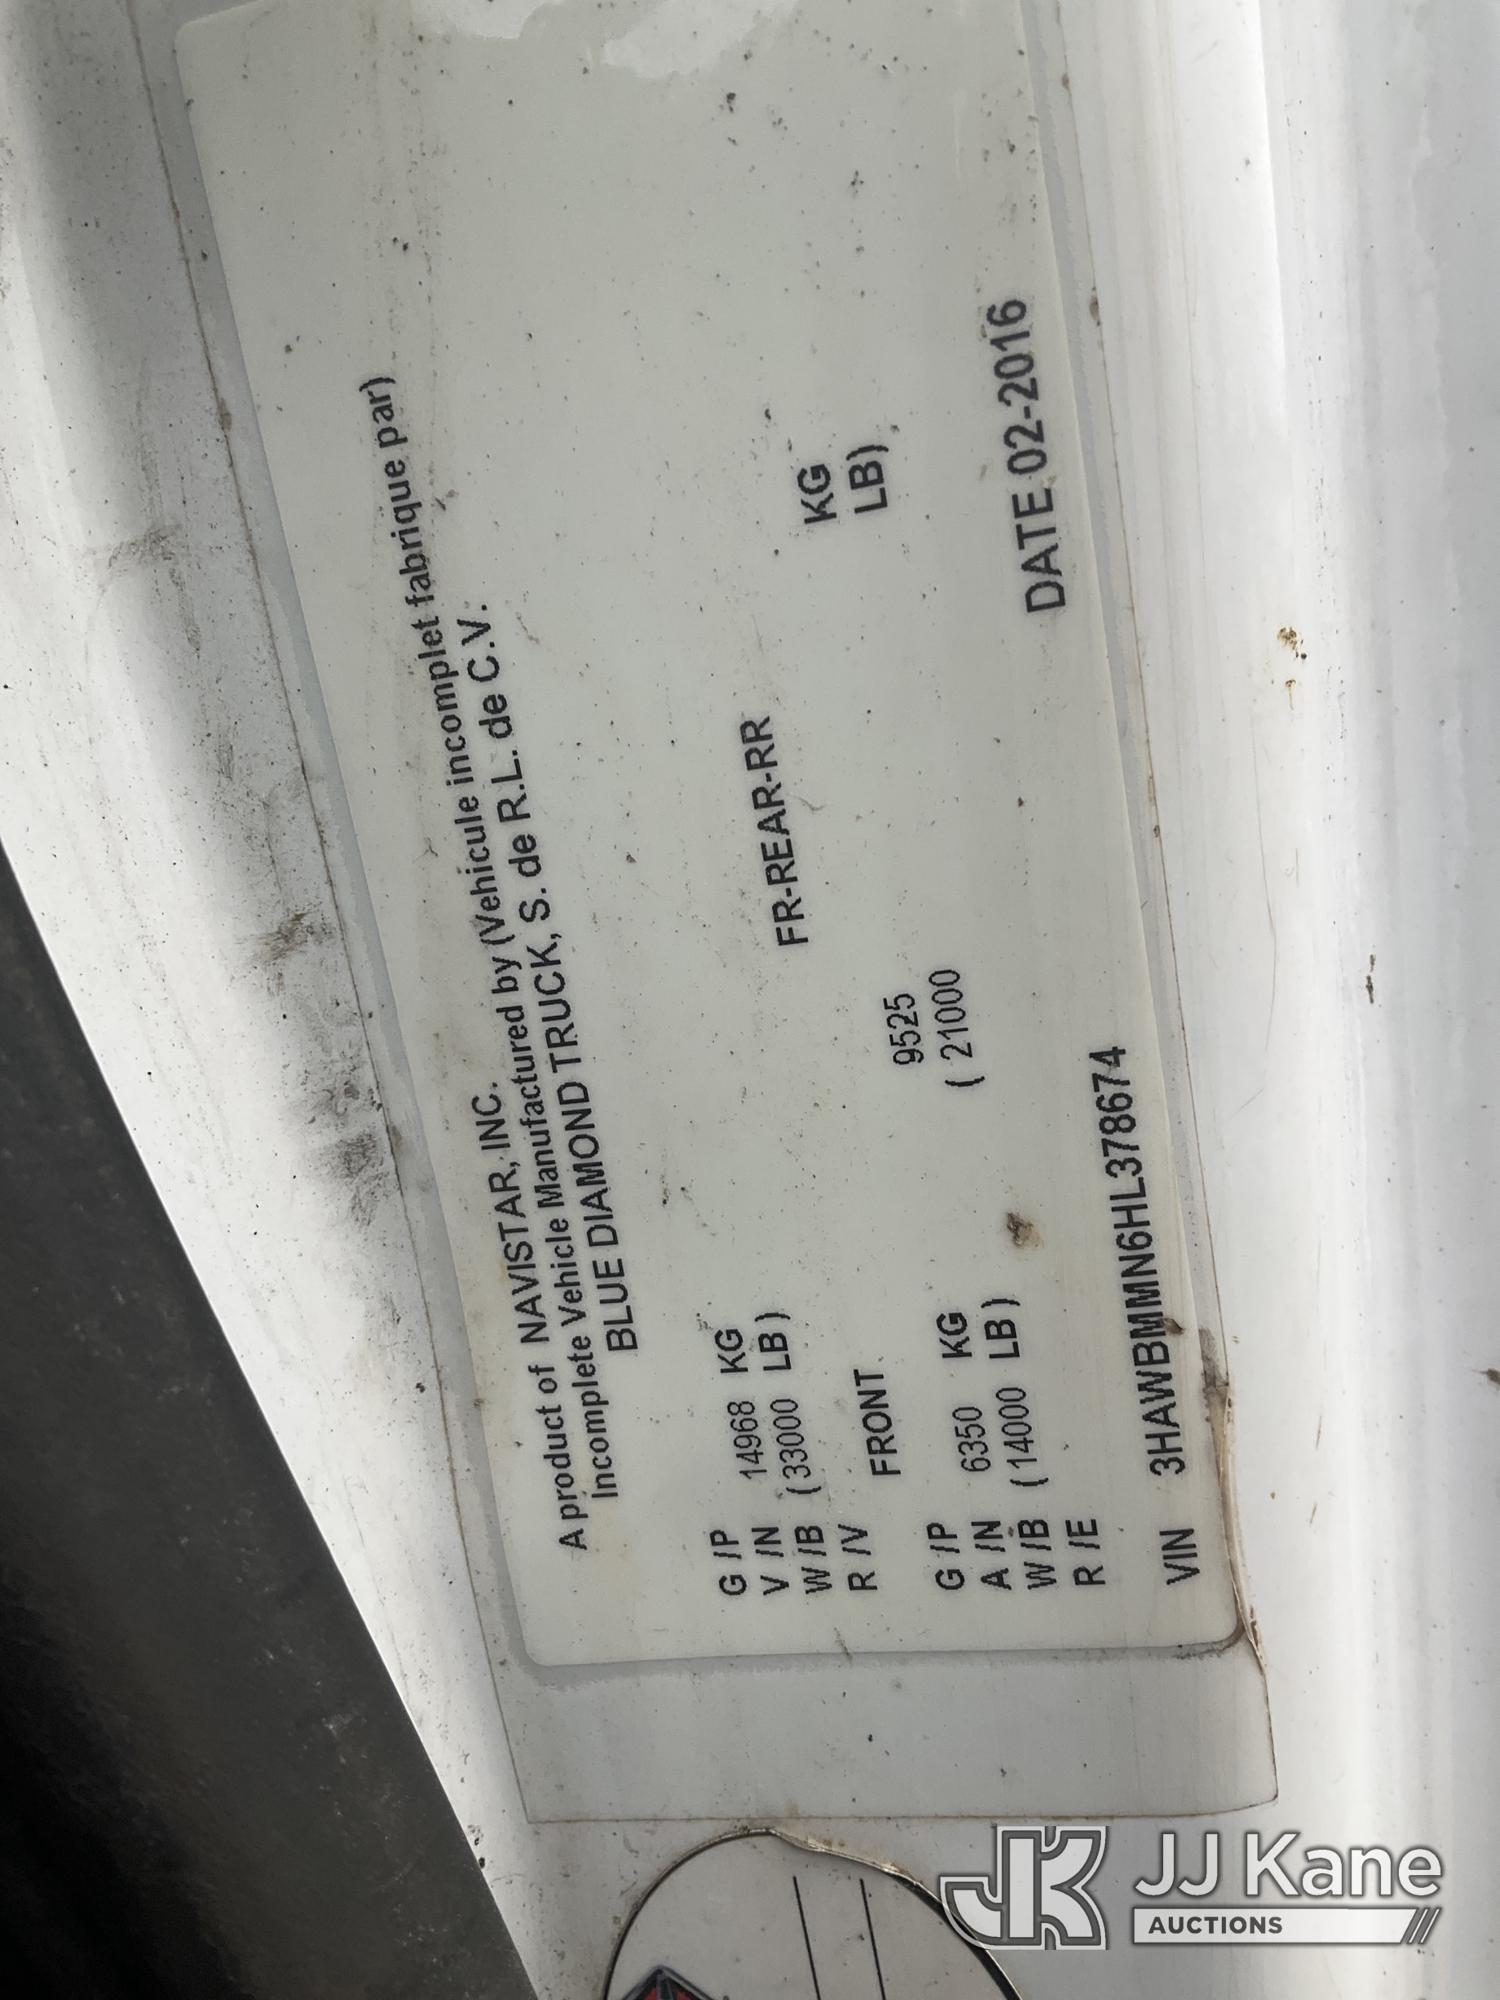 A product of NAVISTAR, INC.
Incomplete Vehicle Manufactured by (Vehicule incomplet fabrique par)
BLUE DIAMOND TRUCK, S. de R.L. de C.V.
G /P
V /N 14968 KG
W /B ( 33000 LB )
R /V
FRONT FR-REAR-RR
G /P
A /N 6350 KG 9525 KG
W /B ( 14000 LB ) ( 21000 LB)
R /E
VIN 3HAWBMMN6HL378674 DATE 02-2016
JJ Kane
AUCTIONS